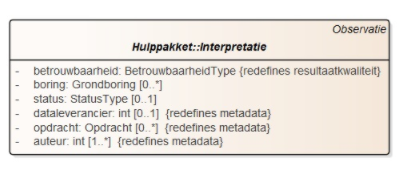 Observatie
Hulppakket::Interpretatie
- betrouwbaarheid: BetrouwbaarheidType {redefines resultaatkwaliteit}
- boring: Grondboring [0..*]
- status: StatusType [0..1]
- dataleverancier: int [0..1] {redefines metadata}
- opdracht: Opdracht [0..*] {redefines metadata}
- auteur: int [1..*] {redefines metadata}